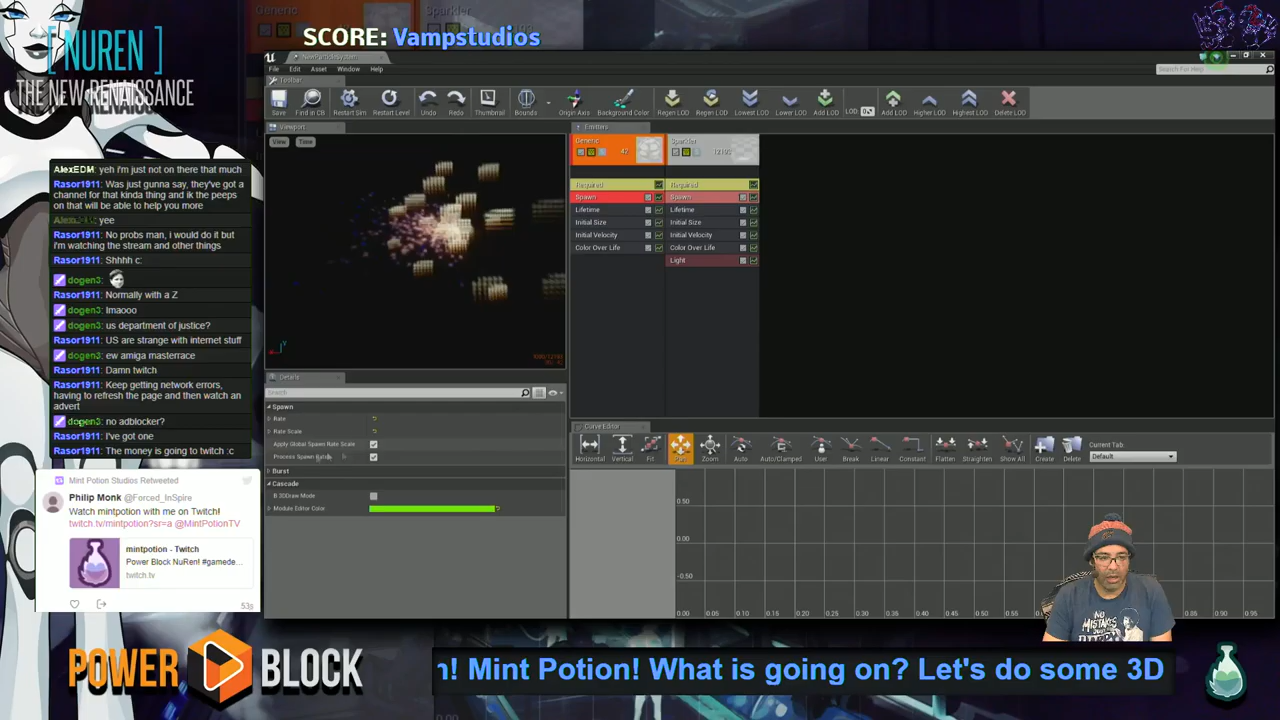 [ NUREN ]
THE NEW RENAISSANCE
SCORE: Vampstudios
File Edit Asset Window Help
Toolbar
Save Find in CB Restart Sim Restart Level Undo Redo Thumbnail Bounds Origin Axis Background Color Regen LOD Regen LOD Lowest LOD Lower LOD Add LOD LOD: Add LOD Higher LOD Highest LOD Delete LOD
Viewport
View Time
Emitters
Generic Sparkler
Required Required
Spawn Spawn
Lifetime Lifetime
Initial Size Initial Size
Initial Velocity Initial Velocity
Color Over Life Color Over Life
Light
AlexEDM: yeh i'm just not on there that much
Rasor1911: Was just gunna say, they've got a
channel for that kinda thing and ik the peeps
on that will be able to help you more
yee
Rasor1911: No probs man, i would do it but
i'm watching the stream and other things
Rasor1911: Shhhh c:
dogen3:
Rasor1911: Normally with a Z
dogen3: lmaooo
dogen3: us department of justice?
Rasor1911: US are strange with internet stuff
dogen3: ew amiga masterrace
Rasor1911: Damn twitch
Rasor1911: Keep getting network errors,
having to refresh the page and then watch an
advert
dogen3: no adblocker?
Rasor1911: I've got one
Rasor1911: The money is going to twitch :c
Details
Search
Spawn
Rate
Rate Scale
Apply Global Spawn Rate Scale
Process Spawn Rate
Burst
Cascade
B 3DDraw Mode
Module Editor Color
Curve Editor
Horizontal Vertical Fit Pan Zoom Auto Auto/Clamped User Break Linear Constant Flatten Straighten Show All Create Delete Current Tab:
Default
0.50
0.00
-0.50
0.00 0.05 0.10 0.15 0.20 0.25 0.30 0.35 0.40 0.45 0.50 0.55 0.60 0.85 0.90 0.95
Mint Potion Studios Retweeted
Philip Monk @Forced_InSpire
Watch mintpotion with me on Twitch!
twitch.tv/mintpotion?sr=a @MintPotionTV
mintpotion - Twitch
Power Block NuRen! #gamede...
twitch.tv
53s
NO
MISTAKES
POWER BLOCK
n! Mint Potion! What is going on? Let's do some 3D